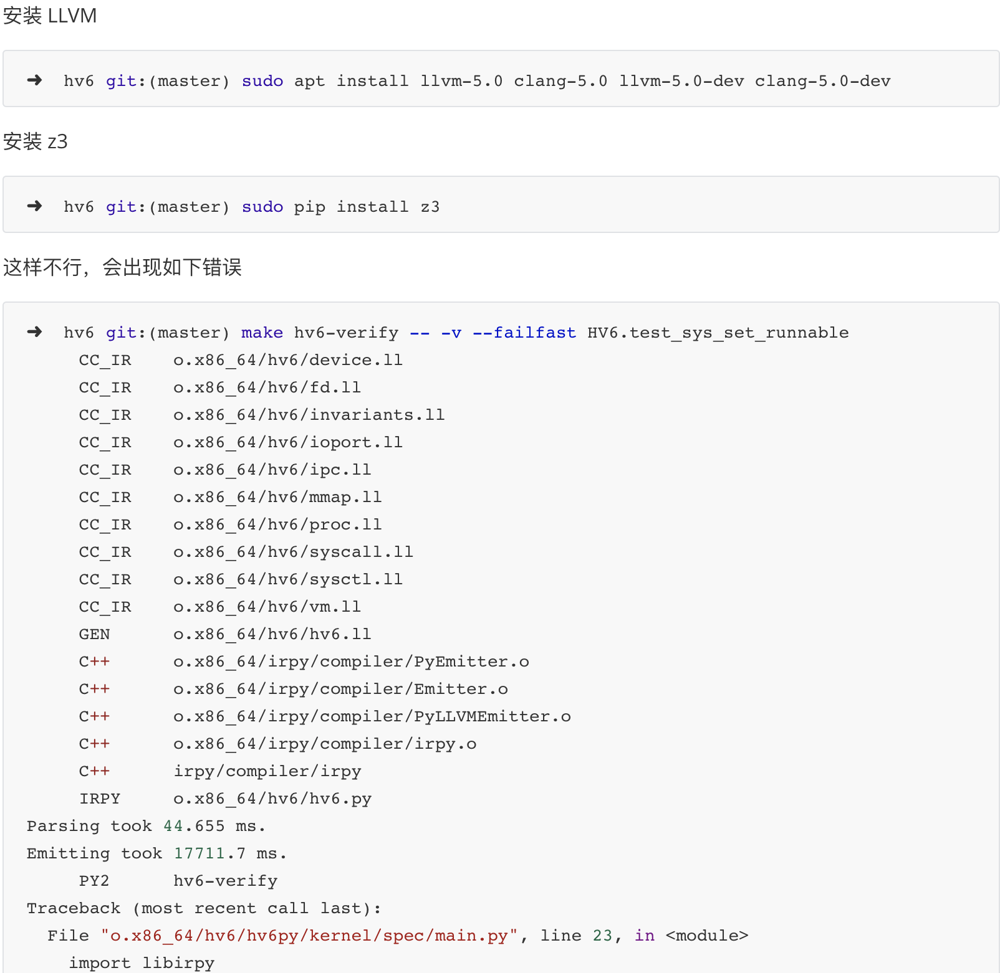 安装 LLVM
➜  hv6 git:(master) sudo apt install llvm-5.0 clang-5.0 llvm-5.0-dev clang-5.0-dev
安装 z3
➜  hv6 git:(master) sudo pip install z3
这样不行，会出现如下错误
➜  hv6 git:(master) make hv6-verify -- -v --failfast HV6.test_sys_set_runnable
     CC_IR    o.x86_64/hv6/device.ll
     CC_IR    o.x86_64/hv6/fd.ll
     CC_IR    o.x86_64/hv6/invariants.ll
     CC_IR    o.x86_64/hv6/ioport.ll
     CC_IR    o.x86_64/hv6/ipc.ll
     CC_IR    o.x86_64/hv6/mmap.ll
     CC_IR    o.x86_64/hv6/proc.ll
     CC_IR    o.x86_64/hv6/syscall.ll
     CC_IR    o.x86_64/hv6/sysctl.ll
     CC_IR    o.x86_64/hv6/vm.ll
     GEN      o.x86_64/hv6/hv6.ll
     C++      o.x86_64/irpy/compiler/PyEmitter.o
     C++      o.x86_64/irpy/compiler/Emitter.o
     C++      o.x86_64/irpy/compiler/PyLLVMEmitter.o
     C++      o.x86_64/irpy/compiler/irpy.o
     C++      irpy/compiler/irpy
     IRPY     o.x86_64/hv6/hv6.py
Parsing took 44.655 ms.
Emitting took 17711.7 ms.
     PY2      hv6-verify
Traceback (most recent call last):
  File "o.x86_64/hv6/hv6py/kernel/spec/main.py", line 23, in <module>
    import libirpy